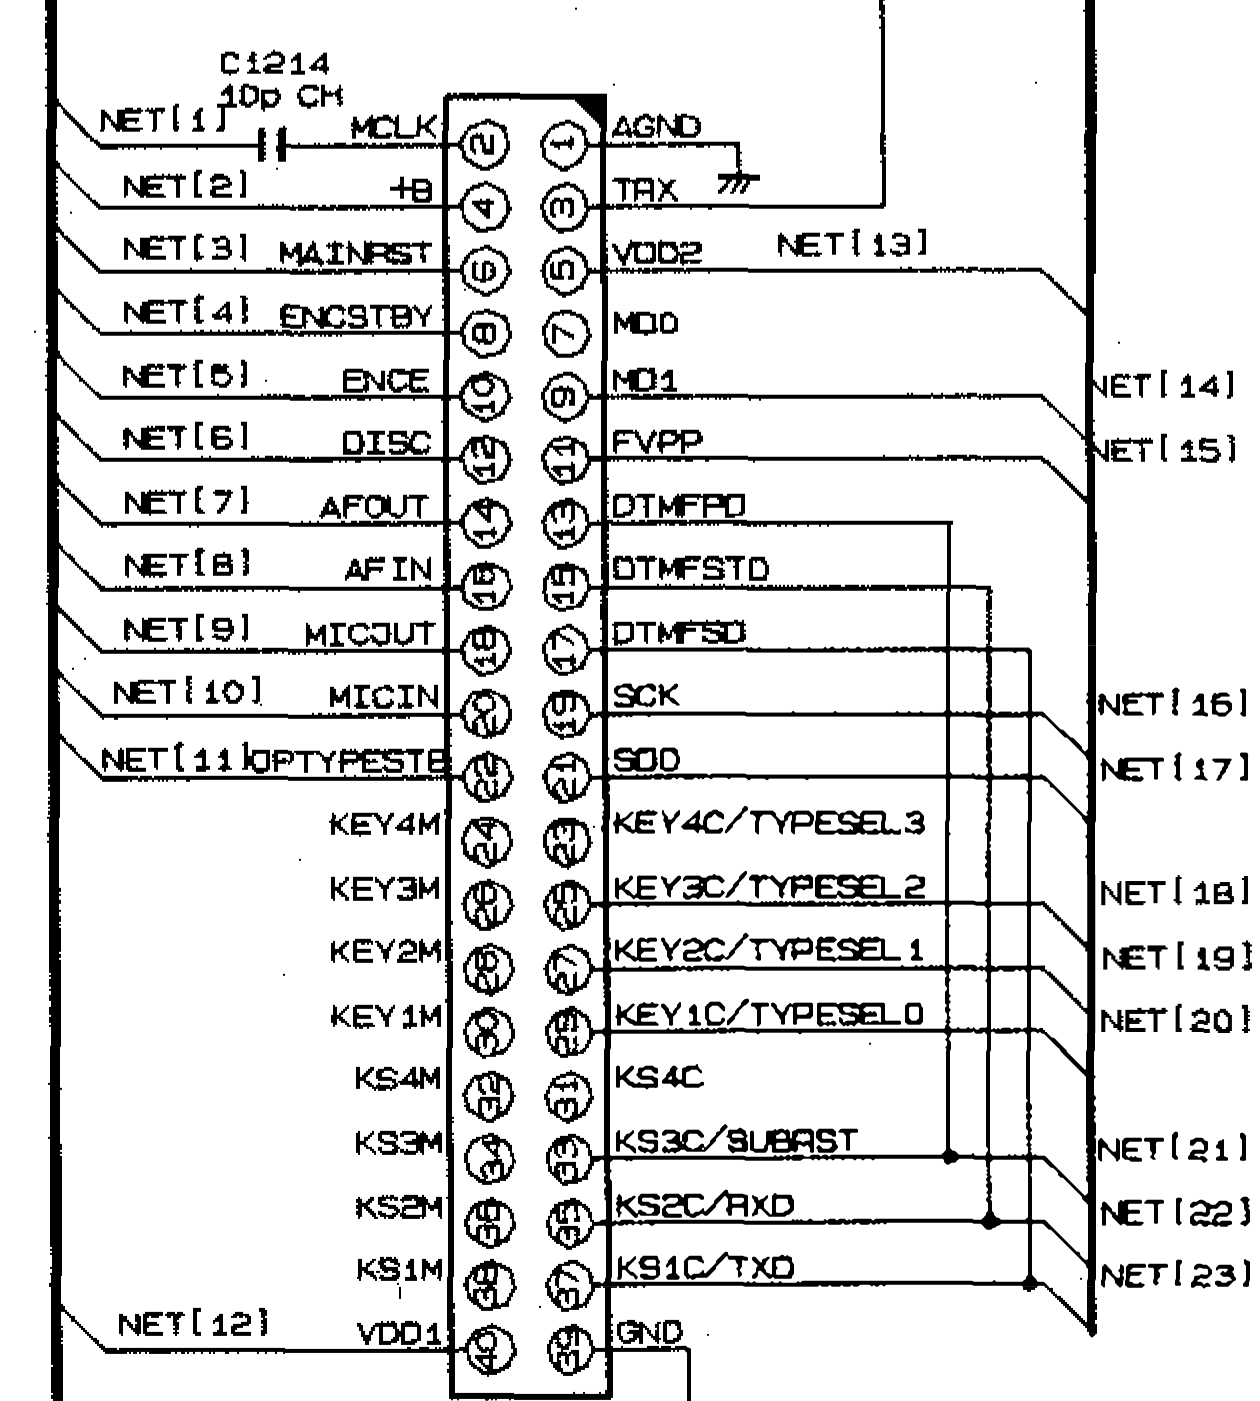 C1214
10p CH
NET[1] MCLK 2 1 AGND
NET[2] +B 4 3 TRX
NET[3] MAINRST 6 5 VDD2 NET[13]
NET[4] ENCSTBY 8 7 MD0
NET[5] ENCE 10 9 MD1 NET[14]
NET[6] DISC 12 11 FVPP NET[15]
NET[7] AFOUT 14 13 DTMFPD
NET[8] AFIN 16 15 DTMFSTD
NET[9] MICOUT 18 17 DTMFSD
NET[10] MICIN 20 19 SCK NET[16]
NET[11] OPTYPESTB 22 21 SOD NET[17]
KEY4M 24 23 KEY4C/TYPESEL3
KEY3M 26 25 KEY3C/TYPESEL2 NET[18]
KEY2M 28 27 KEY2C/TYPESEL1 NET[19]
KEY1M 30 29 KEY1C/TYPESEL0 NET[20]
KS4M 32 31 KS4C
KS3M 34 33 KS3C/SUBRST NET[21]
KS2M 36 35 KS2C/RXD NET[22]
KS1M 38 37 KS1C/TXD NET[23]
NET[12] VDD1 40 39 GND